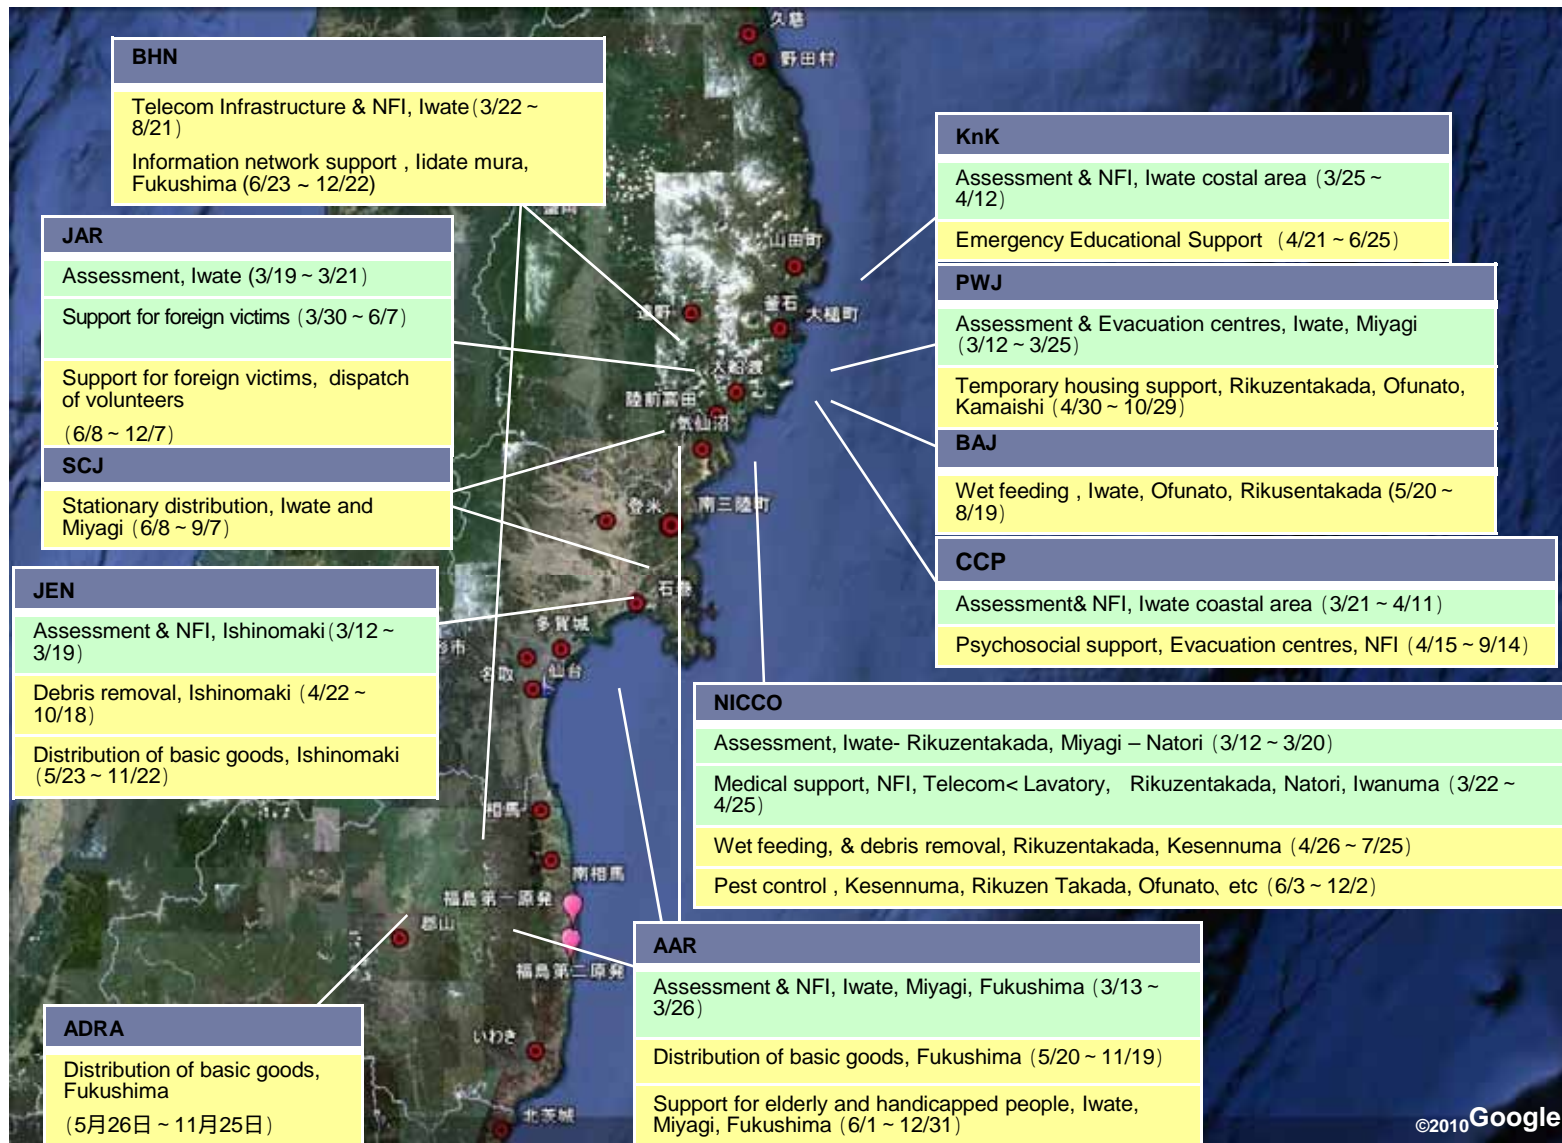 久慈
野田村
BHN
Telecom Infrastructure & NFI, Iwate(3/22 ~
8/21)
Information network support , Iidate mura,
Fukushima (6/23 ~ 12/22)
KnK
Assessment & NFI, Iwate costal area (3/25 ~
4/12)
Emergency Educational Support (4/21 ~ 6/25)
JAR
Assessment, Iwate (3/19 ~ 3/21)
Support for foreign victims (3/30 ~ 6/7)
Support for foreign victims, dispatch
of volunteers
(6/8 ~ 12/7)
山田町
釜石
大槌町
遠野
大船渡
陸前高田
気仙沼
PWJ
Assessment & Evacuation centres, Iwate, Miyagi
(3/12 ~ 3/25)
Temporary housing support, Rikuzentakada, Ofunato,
Kamaishi (4/30 ~ 10/29)
BAJ
Wet feeding , Iwate, Ofunato, Rikusentakada (5/20 ~
8/19)
SCJ
Stationary distribution, Iwate and
Miyagi (6/8 ~ 9/7)
登米
南三陸町
CCP
Assessment& NFI, Iwate coastal area (3/21 ~ 4/11)
Psychosocial support, Evacuation centres, NFI (4/15 ~ 9/14)
JEN
Assessment & NFI, Ishinomaki(3/12 ~
3/19)
Debris removal, Ishinomaki (4/22 ~
10/18)
Distribution of basic goods, Ishinomaki
(5/23 ~ 11/22)
石巻
多賀城
仙台
名取
NICCO
Assessment, Iwate- Rikuzentakada, Miyagi – Natori (3/12 ~ 3/20)
Medical support, NFI, Telecom< Lavatory, Rikuzentakada, Natori, Iwanuma (3/22 ~
4/25)
Wet feeding, & debris removal, Rikuzentakada, Kesennuma (4/26 ~ 7/25)
Pest control , Kesennuma, Rikuzen Takada, Ofunato、etc (6/3 ~ 12/2)
相馬
南相馬
福島第一原発
郡山
福島第二原発
いわき
北茨城
AAR
Assessment & NFI, Iwate, Miyagi, Fukushima (3/13 ~
3/26)
Distribution of basic goods, Fukushima (5/20 ~ 11/19)
Support for elderly and handicapped people, Iwate,
Miyagi, Fukushima (6/1 ~ 12/31)
ADRA
Distribution of basic goods,
Fukushima
(5月26日 ~ 11月25日)
©2010Google